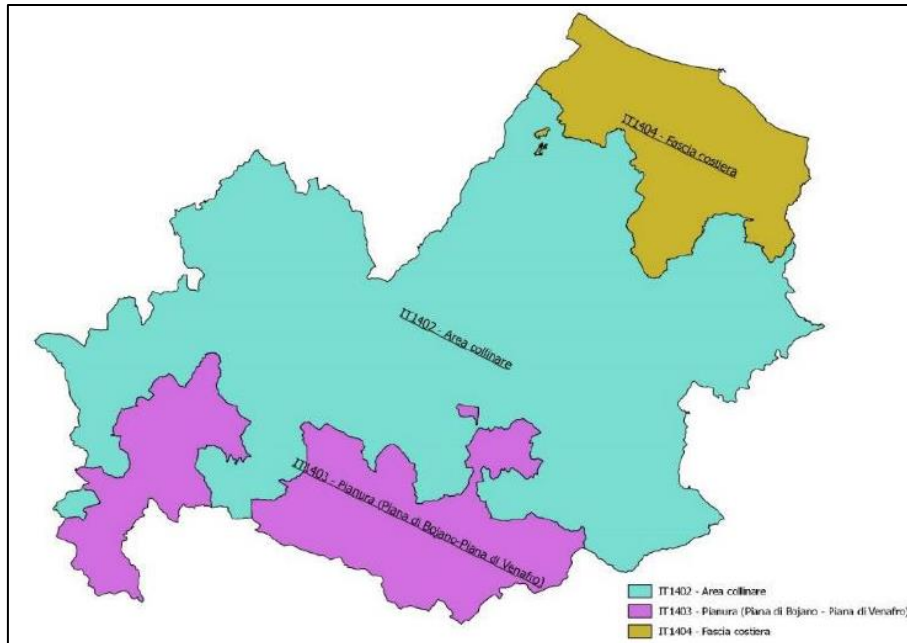 IT1404 - Fascia costiera
IT1402 - Area collinare
IT1403 - Pianura (Piana di Bojano-Piana di Venafro)
IT1402 - Area collinare
IT1403 - Pianura (Piana di Bojano - Piana di Venafro)
IT1404 - Fascia costiera